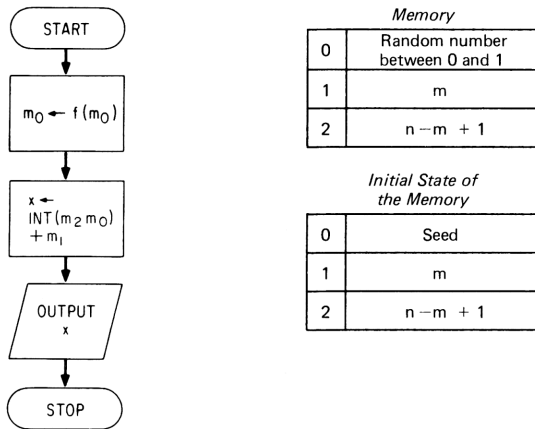 START
m0 ← f(m0)
x ←
INT(m2 m0)
+ m1
OUTPUT
x
STOP
Memory
0 Random number
between 0 and 1
1 m
2 n – m + 1
Initial State of
the Memory
0 Seed
1 m
2 n – m + 1